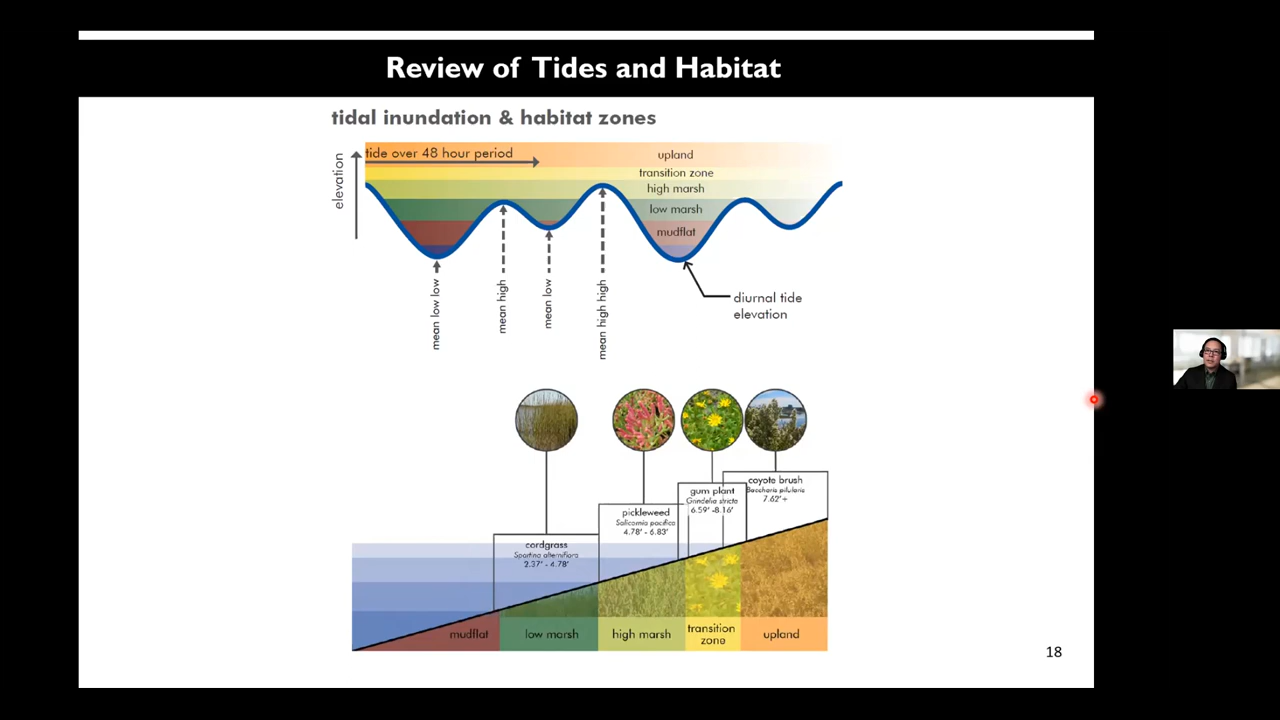 Review of Tides and Habitat
tidal inundation & habitat zones
elevation
tide over 48 hour period
upland
transition zone
high marsh
low marsh
mudflat
mean low low
mean high
mean low
mean high high
diurnal tide
elevation
coyote brush
Baccharis pilularis
7.62'+
gum plant
Grindelia stricta
6.59' -8.16'
pickleweed
Salicornia pacifica
4.78' - 6.83'
cordgrass
Spartina alterniflora
2.37' - 4.78'
mudflat
low marsh
high marsh
transition
zone
upland
18